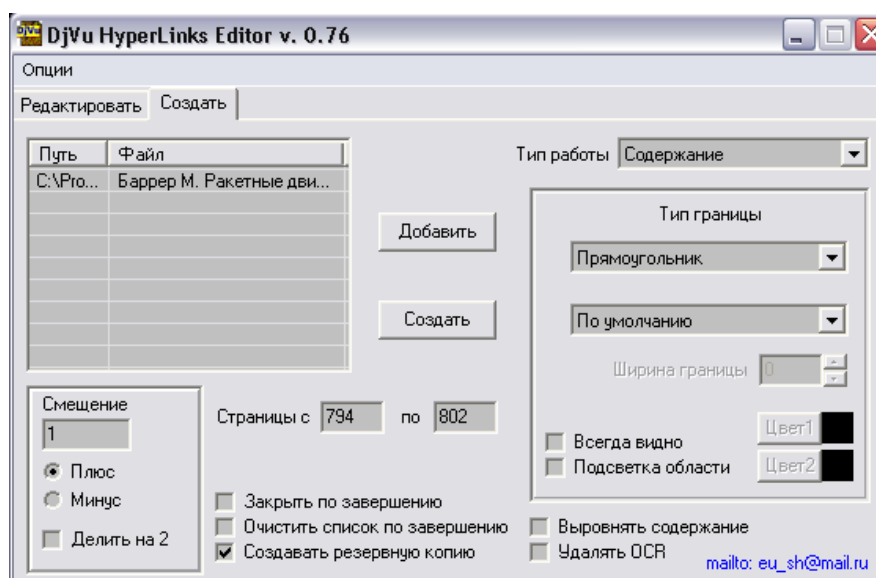 DjVu HyperLinks Editor v. 0.76
Опции
Редактировать Создать
Путь Файл
C:\Pro... Баррер М. Ракетные дви...
Добавить
Создать
Тип работы Содержание
Тип границы
Прямоугольник
По умолчанию
Ширина границы 0
Всегда видно
Подсветка области
Цвет1
Цвет2
Смещение
1
Плюс
Минус
Делить на 2
Страницы с 794 по 802
Закрыть по завершению
Очистить список по завершению
Создавать резервную копию
Выровнять содержание
Удалять OCR
mailto: eu_sh@mail.ru